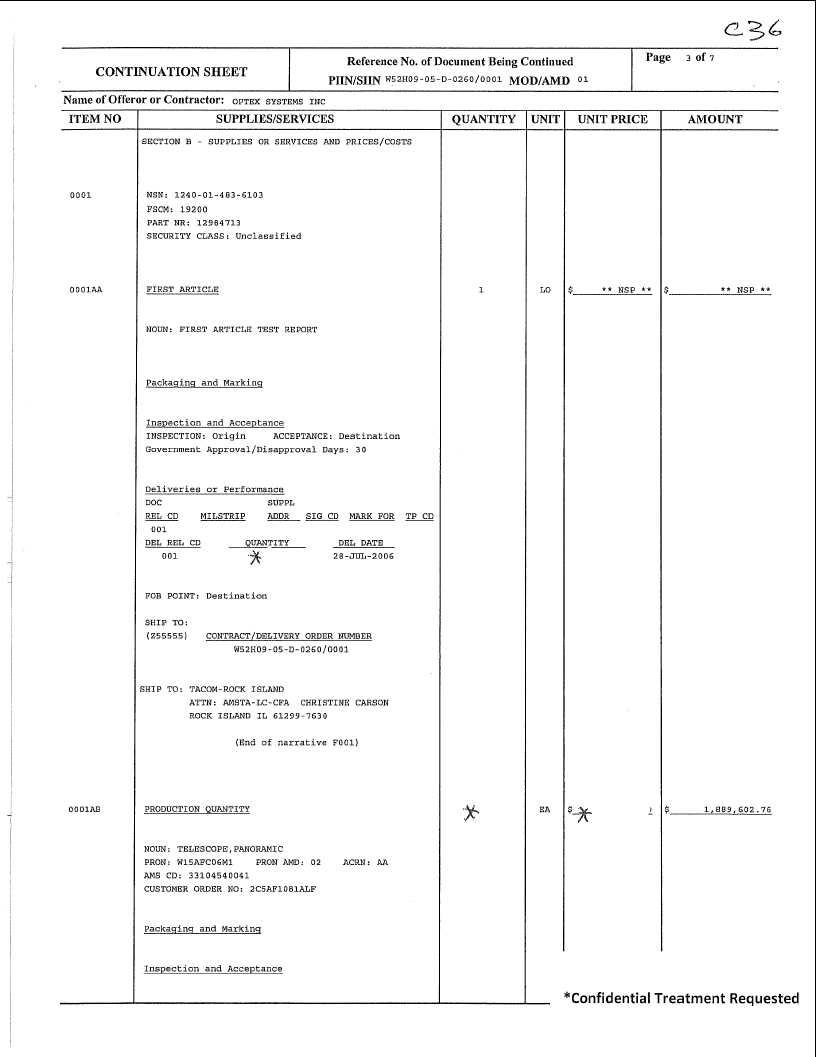 C36
CONTINUATION SHEET
Reference No. of Document Being Continued
PIIN/SIIN W52H09-05-D-0260/0001 MOD/AMD 01
Page 3 of 7
Name of Offeror or Contractor: OPTEX SYSTEMS INC
ITEM NO SUPPLIES/SERVICES QUANTITY UNIT UNIT PRICE AMOUNT
SECTION B - SUPPLIES OR SERVICES AND PRICES/COSTS
0001 NSN: 1240-01-483-6103
FSCM: 19200
PART NR: 12984713
SECURITY CLASS: Unclassified
0001AA FIRST ARTICLE 1 LO $ ** NSP ** $ ** NSP **
NOUN: FIRST ARTICLE TEST REPORT
Packaging and Marking
Inspection and Acceptance
INSPECTION: Origin ACCEPTANCE: Destination
Government Approval/Disapproval Days: 30
Deliveries or Performance
DOC SUPPL
REL CD MILSTRIP ADDR SIG CD MARK FOR TP CD
001
DEL REL CD QUANTITY DEL DATE
001 * 28-JUL-2006
FOB POINT: Destination
SHIP TO:
(Z55555) CONTRACT/DELIVERY ORDER NUMBER
W52H09-05-D-0260/0001
SHIP TO: TACOM-ROCK ISLAND
ATTN: AMSTA-LC-CFA CHRISTINE CARSON
ROCK ISLAND IL 61299-7630
(End of narrative F001)
0001AB PRODUCTION QUANTITY * EA $ * $ 1,889,602.76
NOUN: TELESCOPE,PANORAMIC
PRON: W15AFC06M1 PRON AMD: 02 ACRN: AA
AMS CD: 33104540041
CUSTOMER ORDER NO: 2C5AF1081ALF
Packaging and Marking
Inspection and Acceptance
*Confidential Treatment Requested